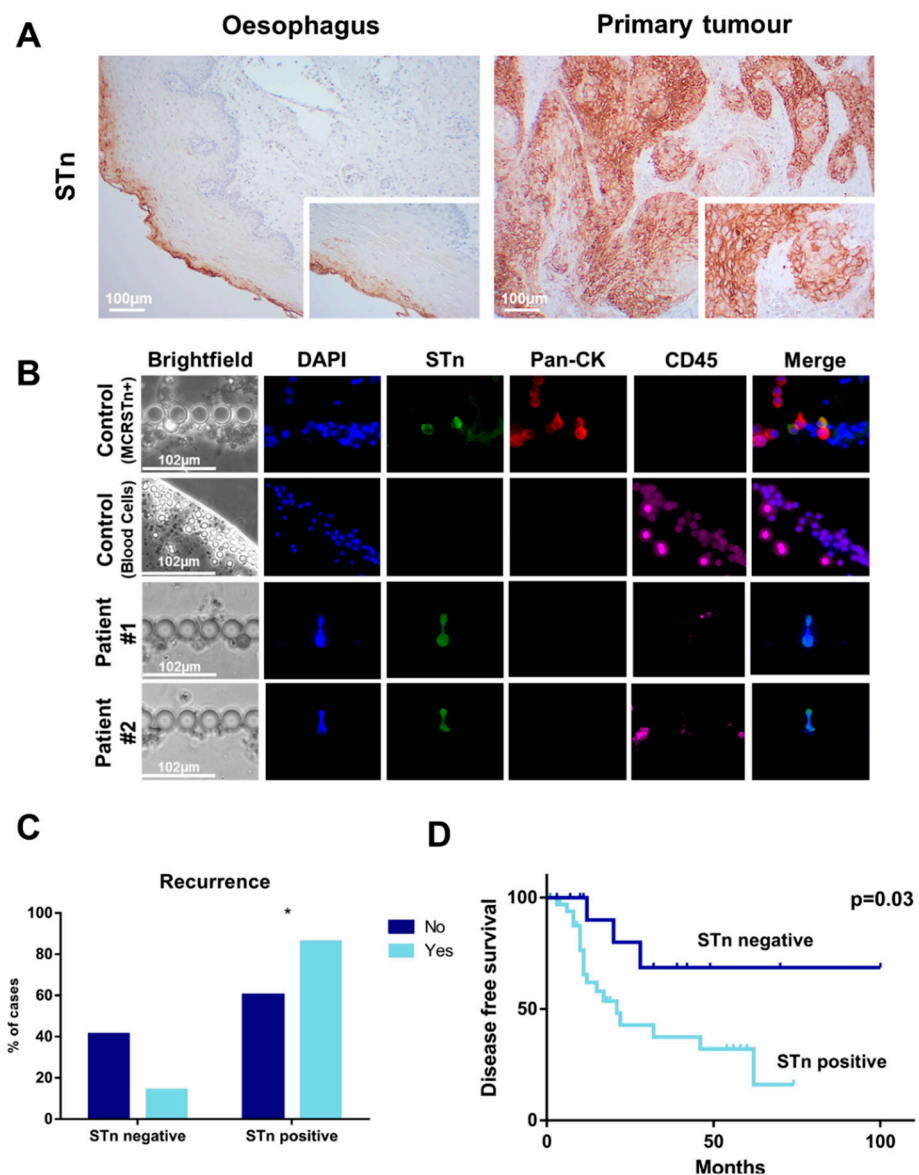 A
Oesophagus
Primary tumour
STn
100µm
100µm
B
Brightfield
DAPI
STn
Pan-CK
CD45
Merge
Control
(MCRSTn+)
102µm
Control
(Blood Cells)
102µm
Patient
#1
102µm
Patient
#2
102µm
C
Recurrence
% of cases
100
80
60
40
20
0
*
No
Yes
STn negative
STn positive
D
Disease free survival
100
50
0
p=0.03
STn negative
STn positive
0
50
100
Months